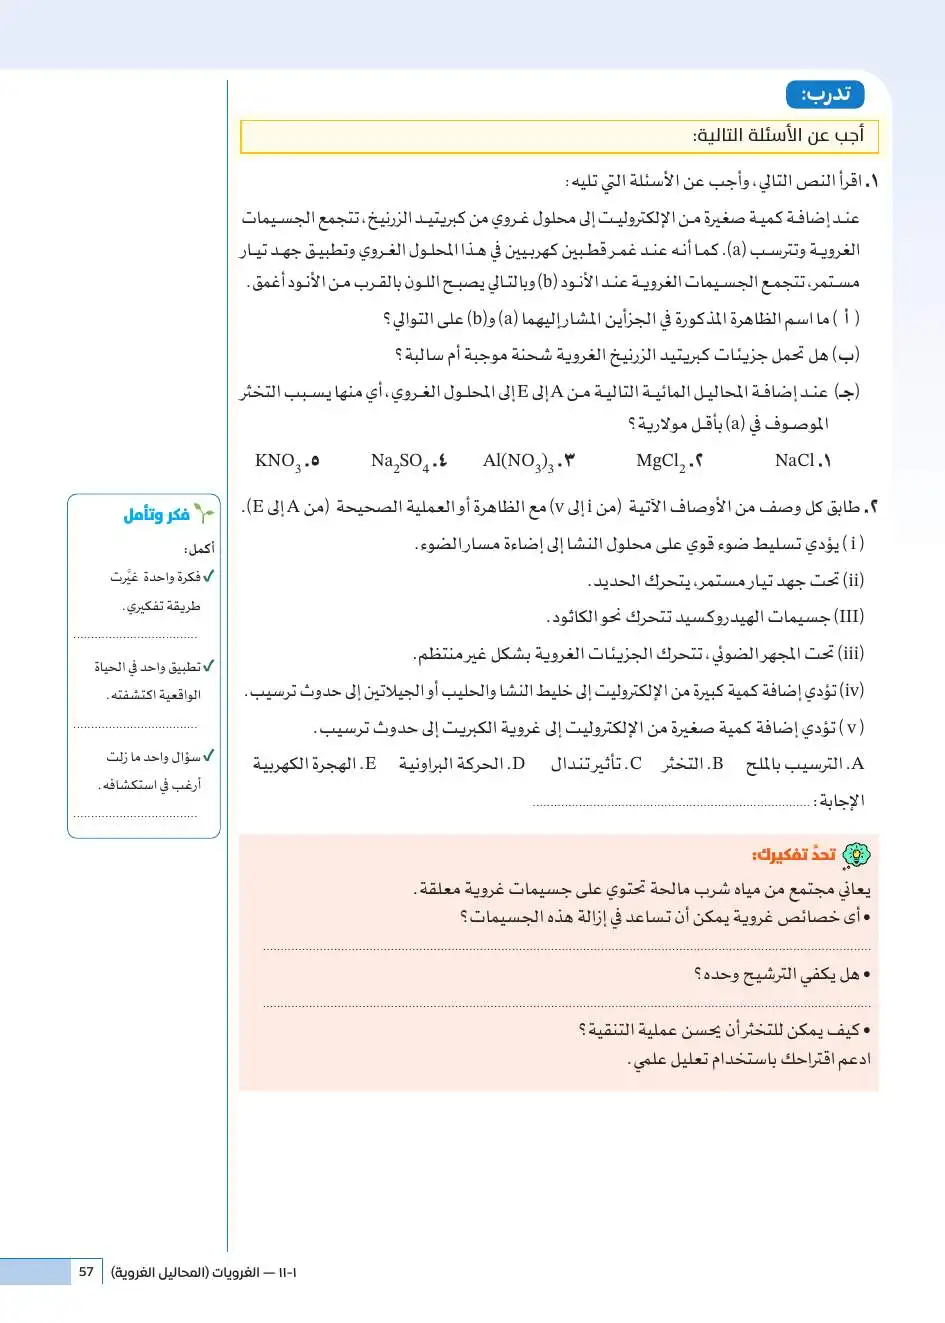 تدرب:
أجب عن الأسئلة التالية:
١. اقرأ النص التالي، وأجب عن الأسئلة التي تليه:
عند إضافة كمية صغيرة من الإلكتروليت إلى محلول غروي من كبريتيد الزرنيخ، تتجمع الجسيمات
الغروية وتترسب (a). كما أنه عند غمر قطبين كهربيين في هذا المحلول الغروي وتطبيق جهد تيار
مستمر، تتجمع الجسيمات الغروية عند الأنود (b) وبالتالي يصبح اللون بالقرب من الأنود أغمق.
( أ ) ما اسم الظاهرة المذكورة في الجزأين المشار إليهما (a) و(b) على التوالي؟
(ب) هل تحمل جزيئات كبريتيد الزرنيخ الغروية شحنة موجبة أم سالبة؟
(جـ) عند إضافة المحاليل المائية التالية من A إلى E إلى المحلول الغروي، أي منها يسبب التخثر
الموصوف في (a) بأقل مولارية؟
١. NaCl ٢. MgCl2 ٣. Al(NO3)3 ٤. Na2SO4 ٥. KNO3
٢. طابق كل وصف من الأوصاف الآتية (من i إلى v) مع الظاهرة أو العملية الصحيحة (من A إلى E).
( i ) يؤدي تسليط ضوء قوي على محلول النشا إلى إضاءة مسار الضوء.
(ii) تحت جهد تيار مستمر، يتحرك الحديد.
(III) جسيمات الهيدروكسيد تتحرك نحو الكاثود.
(iii) تحت المجهر الضوئي، تتحرك الجزيئات الغروية بشكل غير منتظم.
(iv) تؤدي إضافة كمية كبيرة من الإلكتروليت إلى خليط النشا والحليب أو الجيلاتين إلى حدوث ترسيب.
( v ) تؤدي إضافة كمية صغيرة من الإلكتروليت إلى غروية الكبريت إلى حدوث ترسيب.
A. الترسيب بالملح B. التخثر C. تأثير تندال D. الحركة البراونية E. الهجرة الكهربية
الإجابة: ................................................
تحدَّ تفكيرك:
يعاني مجتمع من مياه شرب مالحة تحتوي على جسيمات غروية معلقة.
• أى خصائص غروية يمكن أن تساعد في إزالة هذه الجسيمات؟
................................................
• هل يكفي الترشيح وحده؟
................................................
• كيف يمكن للتخثر أن يحسن عملية التنقية؟
ادعم اقتراحك باستخدام تعليل علمي.
فكر وتأمل
أكمل:
✓ فكرة واحدة غيَّرت
طريقة تفكيري.
................................
✓ تطبيق واحد في الحياة
الواقعية اكتشفته.
................................
✓ سؤال واحد ما زلت
أرغب في استكشافه.
................................
١-١١ — الغرويات (المحاليل الغروية) 57